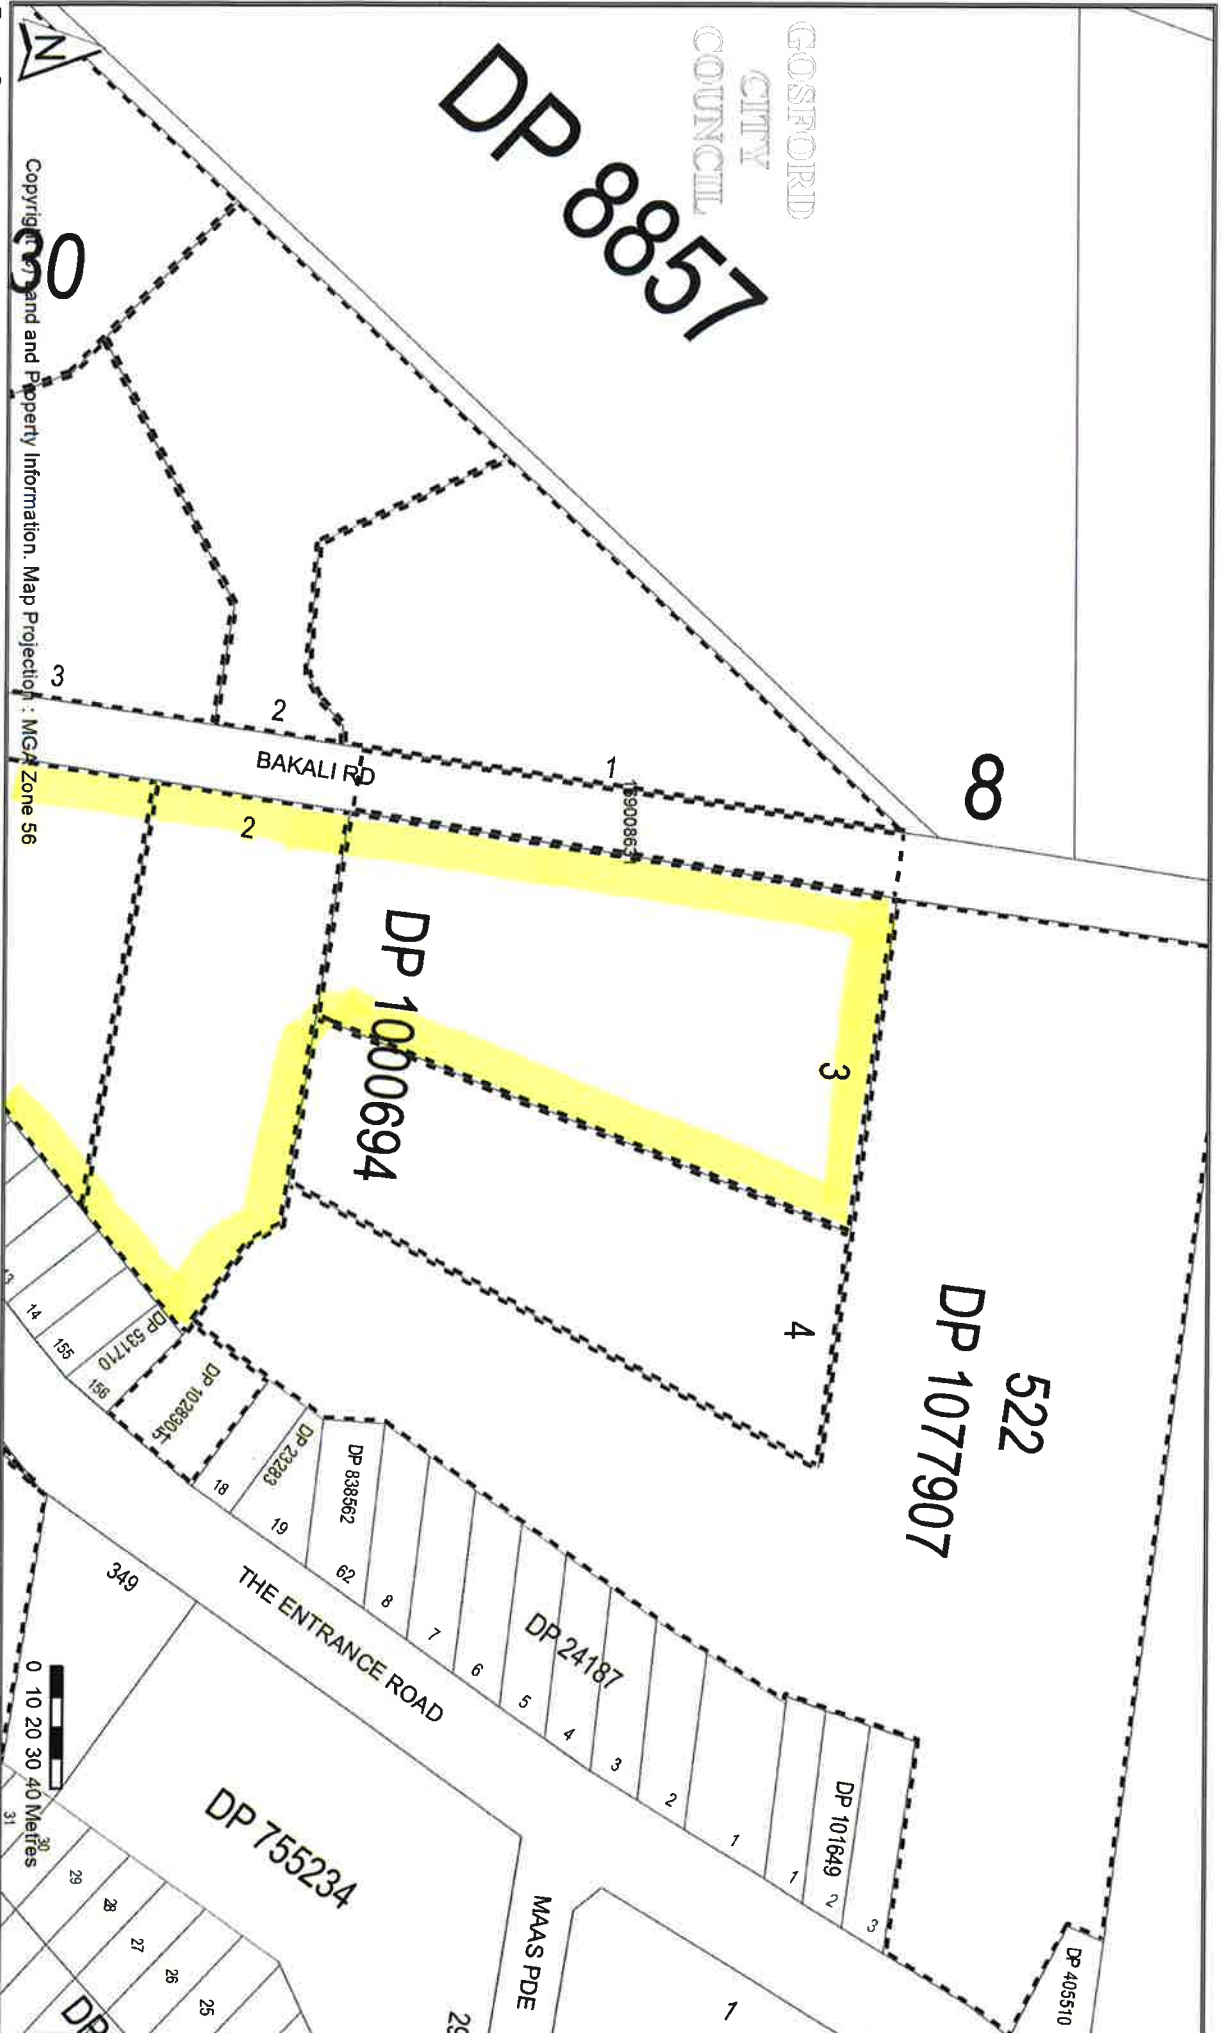 GOSFORD
CITY
COUNCIL
DP 8857
N
30
8
3
2
1
BAKALI RD
2
DP 1000694
3
4
522
DP 1077907
13
14
155
156
DP 531710
18
DP 23283
19
DP 838562
62
8
7
6
5
4
3
2
1
DP 24187
1
2
3
DP 101649
DP 405510
THE ENTRANCE ROAD
349
DP 755234
MAAS PDE
1
29
31
30
29
28
27
26
25
DP
0 10 20 30 40 Metres
Copyright and Property Information. Map Projection : MGA Zone 56